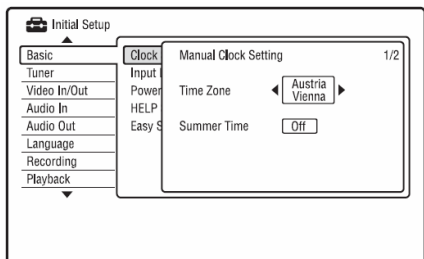 Initial Setup
Basic
Tuner
Video In/Out
Audio In
Audio Out
Language
Recording
Playback
Clock
Input
Power
HELP
Easy S
Manual Clock Setting 1/2
Time Zone
Austria
Vienna
Summer Time
Off